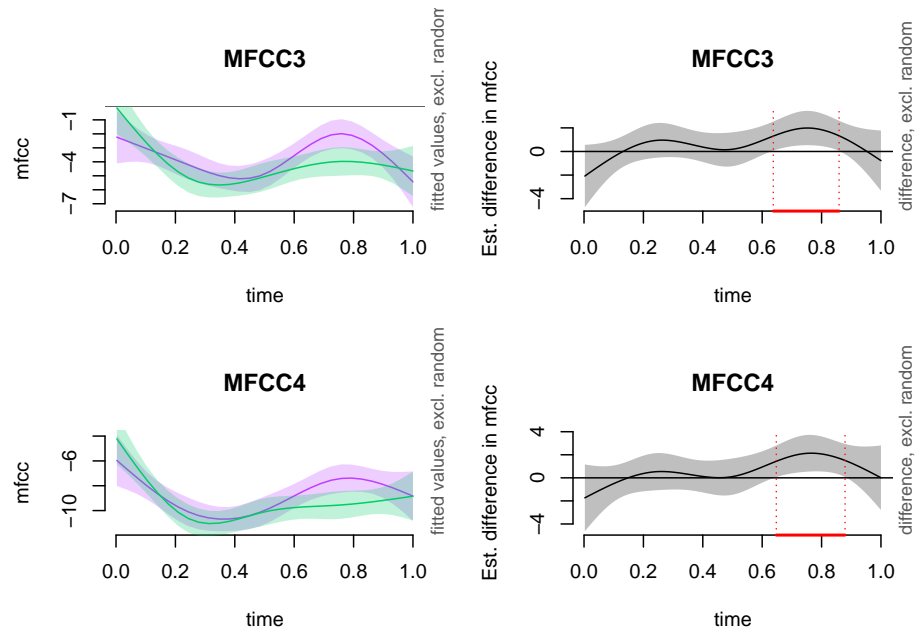 MFCC3
mfcc
−1
−4
−7
0.0 0.2 0.4 0.6 0.8 1.0
time
fitted values, excl. random
MFCC3
Est. difference in mfcc
0
−4
0.0 0.2 0.4 0.6 0.8 1.0
time
difference, excl. random
MFCC4
mfcc
−6
−10
0.0 0.2 0.4 0.6 0.8 1.0
time
fitted values, excl. random
MFCC4
Est. difference in mfcc
4
0
−4
0.0 0.2 0.4 0.6 0.8 1.0
time
difference, excl. random